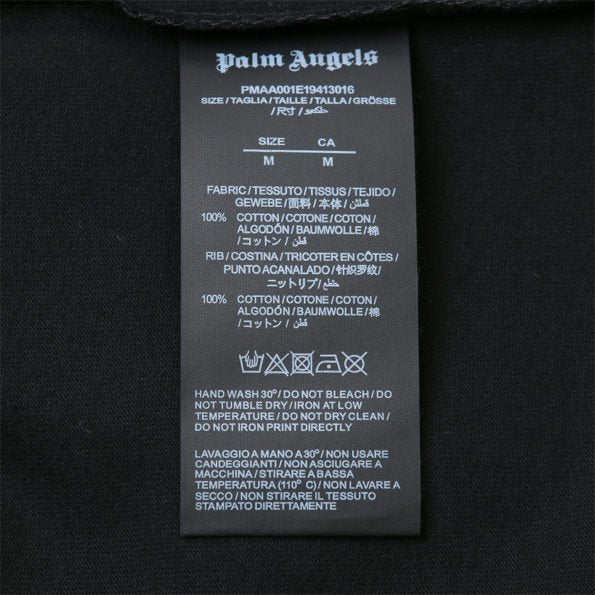 Palm Angels
PMAA001E19413016
SIZE / TAGLIA / TAILLE / TALLA / GRÖSSE
/ 尺寸 /
SIZE CA
M M
FABRIC / TESSUTO / TISSUS / TEJIDO /
GEWEBE / 面料 / 本体 / قطن
100% COTTON / COTONE / COTON /
ALGODÓN / BAUMWOLLE / 棉
/ コットン / قطن
RIB / COSTINA / TRICOTER EN CÔTES /
PUNTO ACANALADO / 针织罗纹 /
ニットリブ /
100% COTTON / COTONE / COTON /
ALGODÓN / BAUMWOLLE / 棉
/ コットン / قطن
HAND WASH 30° / DO NOT BLEACH / DO
NOT TUMBLE DRY / IRON AT LOW
TEMPERATURE / DO NOT DRY CLEAN /
DO NOT IRON PRINT DIRECTLY
LAVAGGIO A MANO A 30° / NON USARE
CANDEGGIANTI / NON ASCIUGARE A
MACCHINA / STIRARE A BASSA
TEMPERATURA (110° C) / NON LAVARE A
SECCO / NON STIRARE IL TESSUTO
STAMPATO DIRETTAMENTE